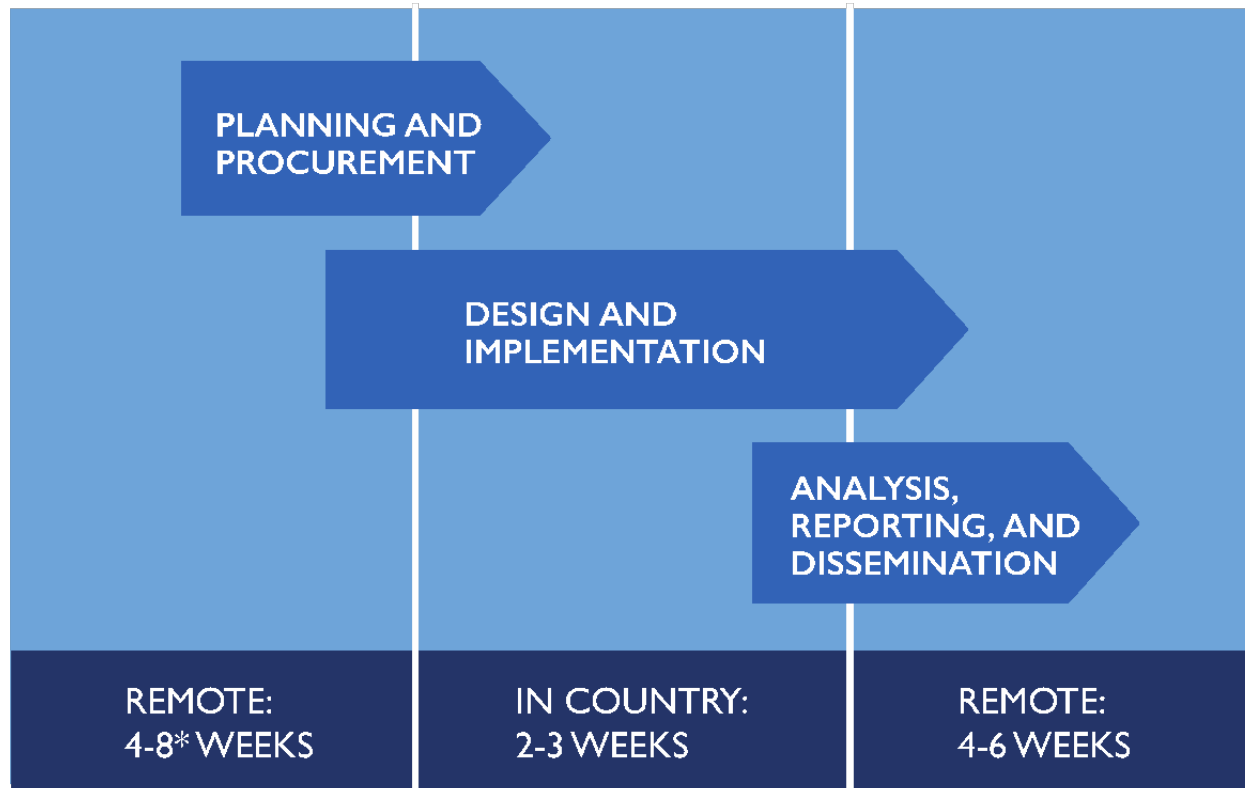 PLANNING AND
PROCUREMENT
DESIGN AND
IMPLEMENTATION
ANALYSIS,
REPORTING, AND
DISSEMINATION
REMOTE:
4-8* WEEKS
IN COUNTRY:
2-3 WEEKS
REMOTE:
4-6 WEEKS